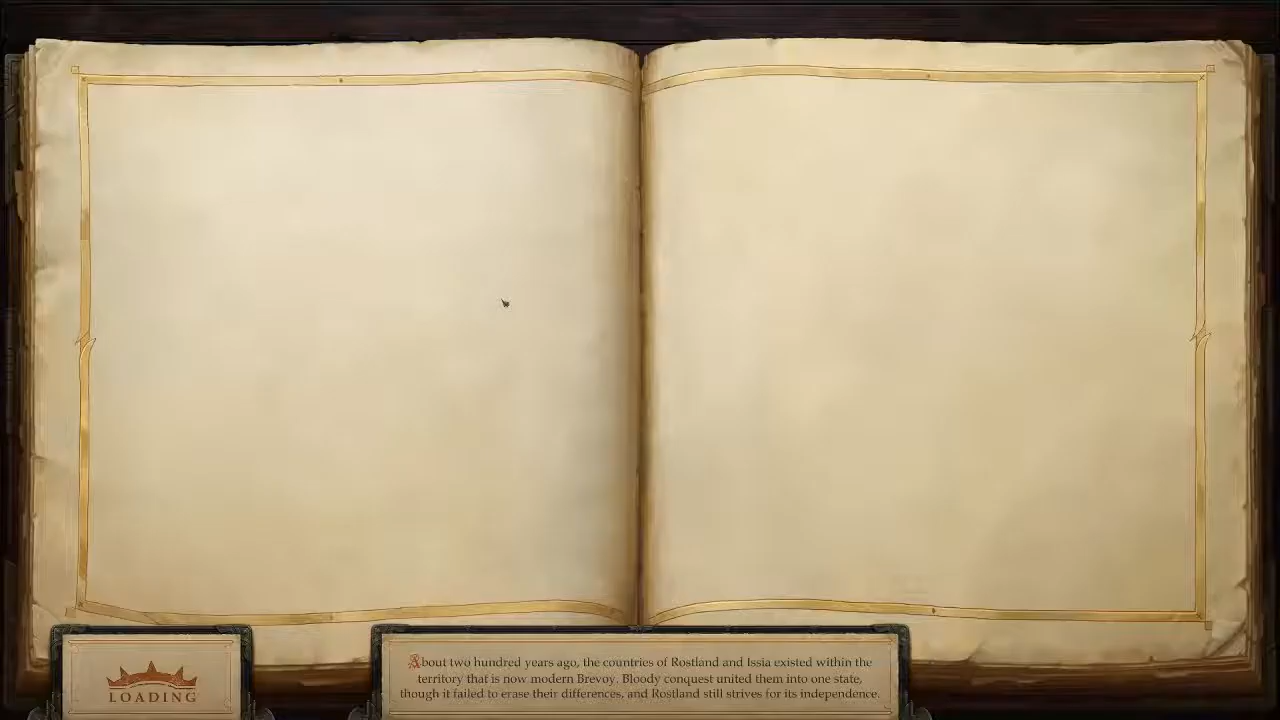 About two hundred years ago, the countries of Rostland and Issia existed within the
territory that is now modern Brevoy. Bloody conquest united them into one state,
though it failed to erase their differences, and Rostland still strives for its independence.
LOADING